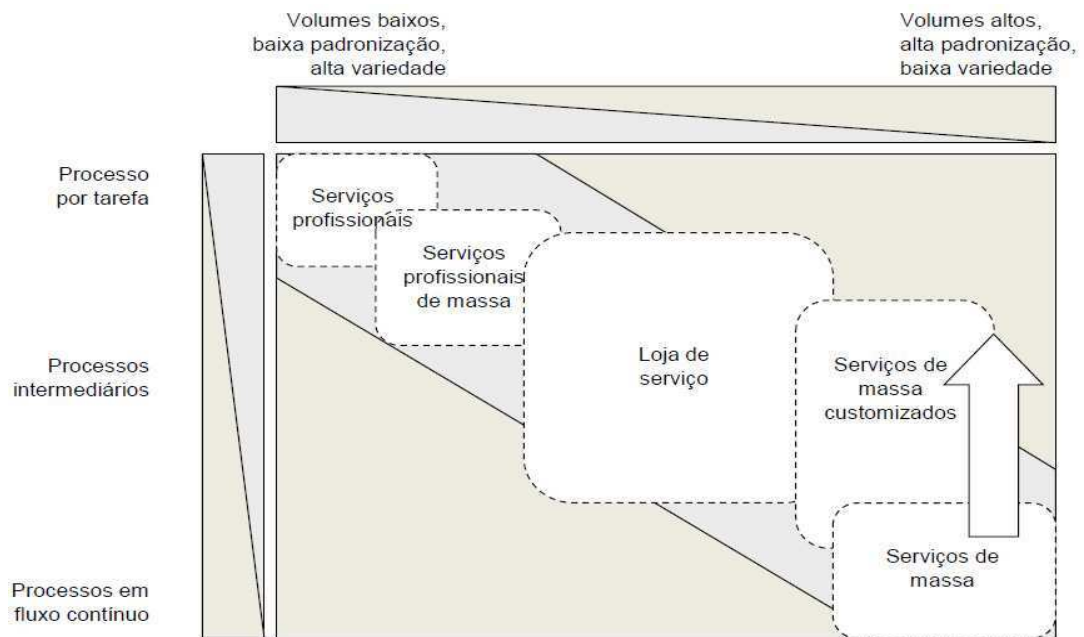 Volumes baixos,
baixa padronização,
alta variedade
Volumes altos,
alta padronização,
baixa variedade
Processo
por tarefa
Serviços
profissionais
Serviços
profissionais
de massa
Processos
intermediários
Loja de
serviço
Serviços de
massa
customizados
Serviços de
massa
Processos em
fluxo contínuo